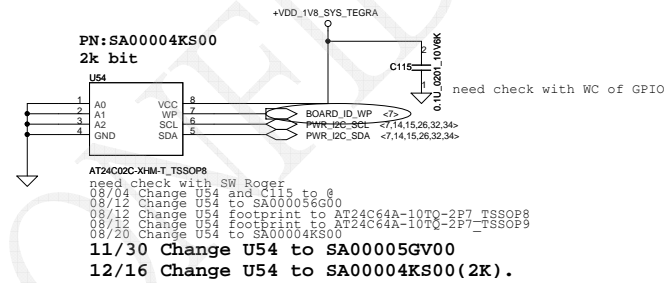 +VDD_1V8_SYS_TEGRA
PN:SA00004KS00
2k bit
U54
1 A0 VCC 8
2 A1 WP 7 BOARD_ID_WP <7>
3 A2 SCL 6 PWR_I2C_SCL <7,14,15,26,32,34>
4 GND SDA 5 PWR_I2C_SDA <7,14,15,26,32,34>
2
C115
1
0.1U_0201_10V6K
need check with WC of GPIO
AT24C02C-XHM-T_TSSOP8
need check with SW Roger
08/04 Change U54 and C115 to @
08/12 Change U54 to SA000056G00
08/12 Change U54 footprint to AT24C64A-10TQ-2P7_TSSOP8
08/12 Change U54 footprint to AT24C64A-10TQ-2P7_TSSOP9
08/20 Change U54 to SA00004KS00
11/30 Change U54 to SA00005GV00
12/16 Change U54 to SA00004KS00(2K).